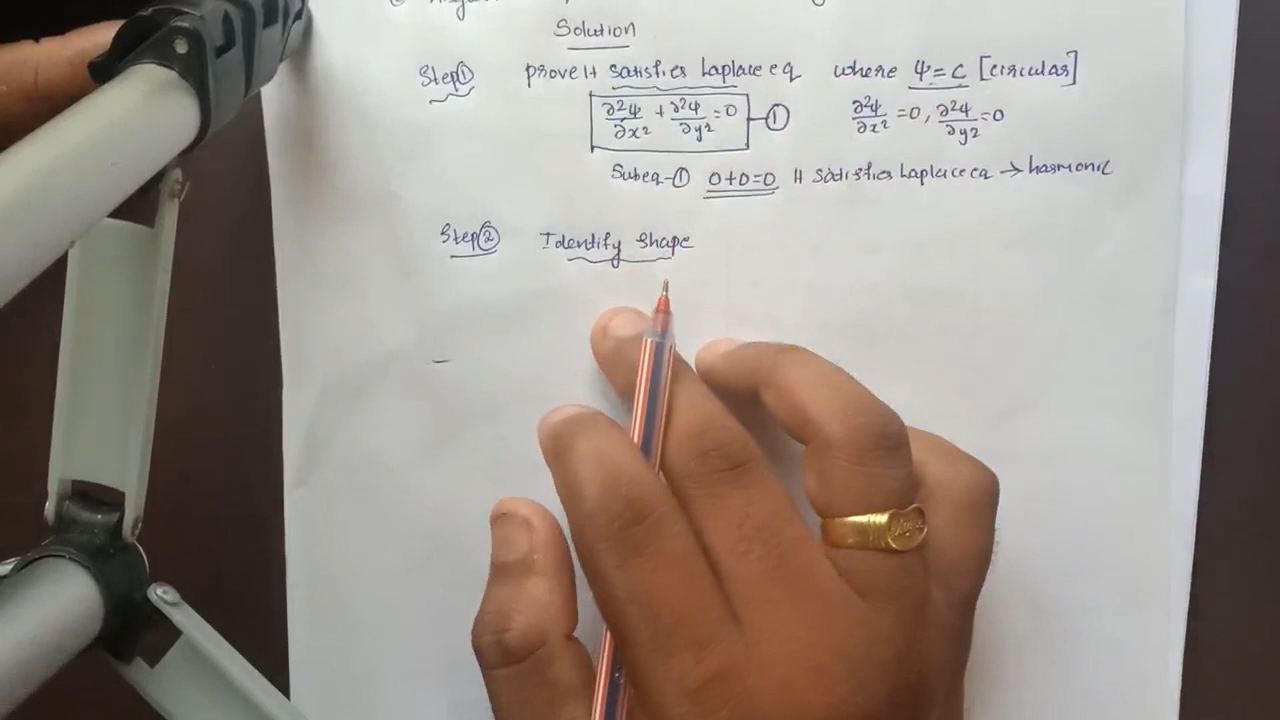 Solution
Step① prove It satisfies Laplace eq where Ψ=C [circular]
∂²Ψ/∂x² + ∂²Ψ/∂y² = 0 — ① ∂²Ψ/∂x² = 0, ∂²Ψ/∂y² = 0
Sub eq-① 0+0=0 It satisfies Laplace eq → harmonic
Step② Identify Shape